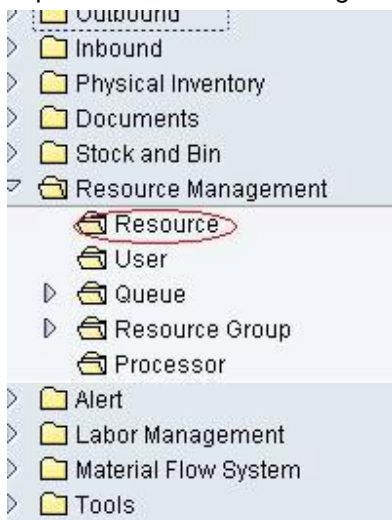 Outbound
Inbound
Physical Inventory
Documents
Stock and Bin
Resource Management
Resource
User
Queue
Resource Group
Processor
Alert
Labor Management
Material Flow System
Tools